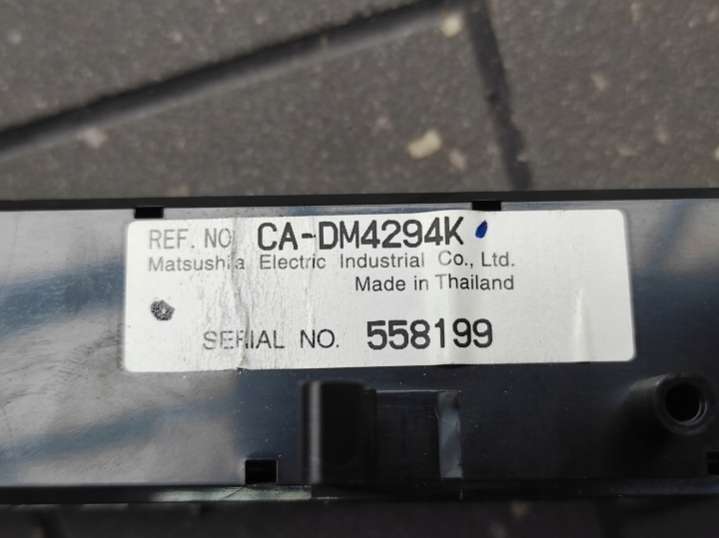 REF. NO. CA-DM4294K
Matsushita Electric Industrial Co., Ltd.
Made in Thailand
SERIAL NO. 558199